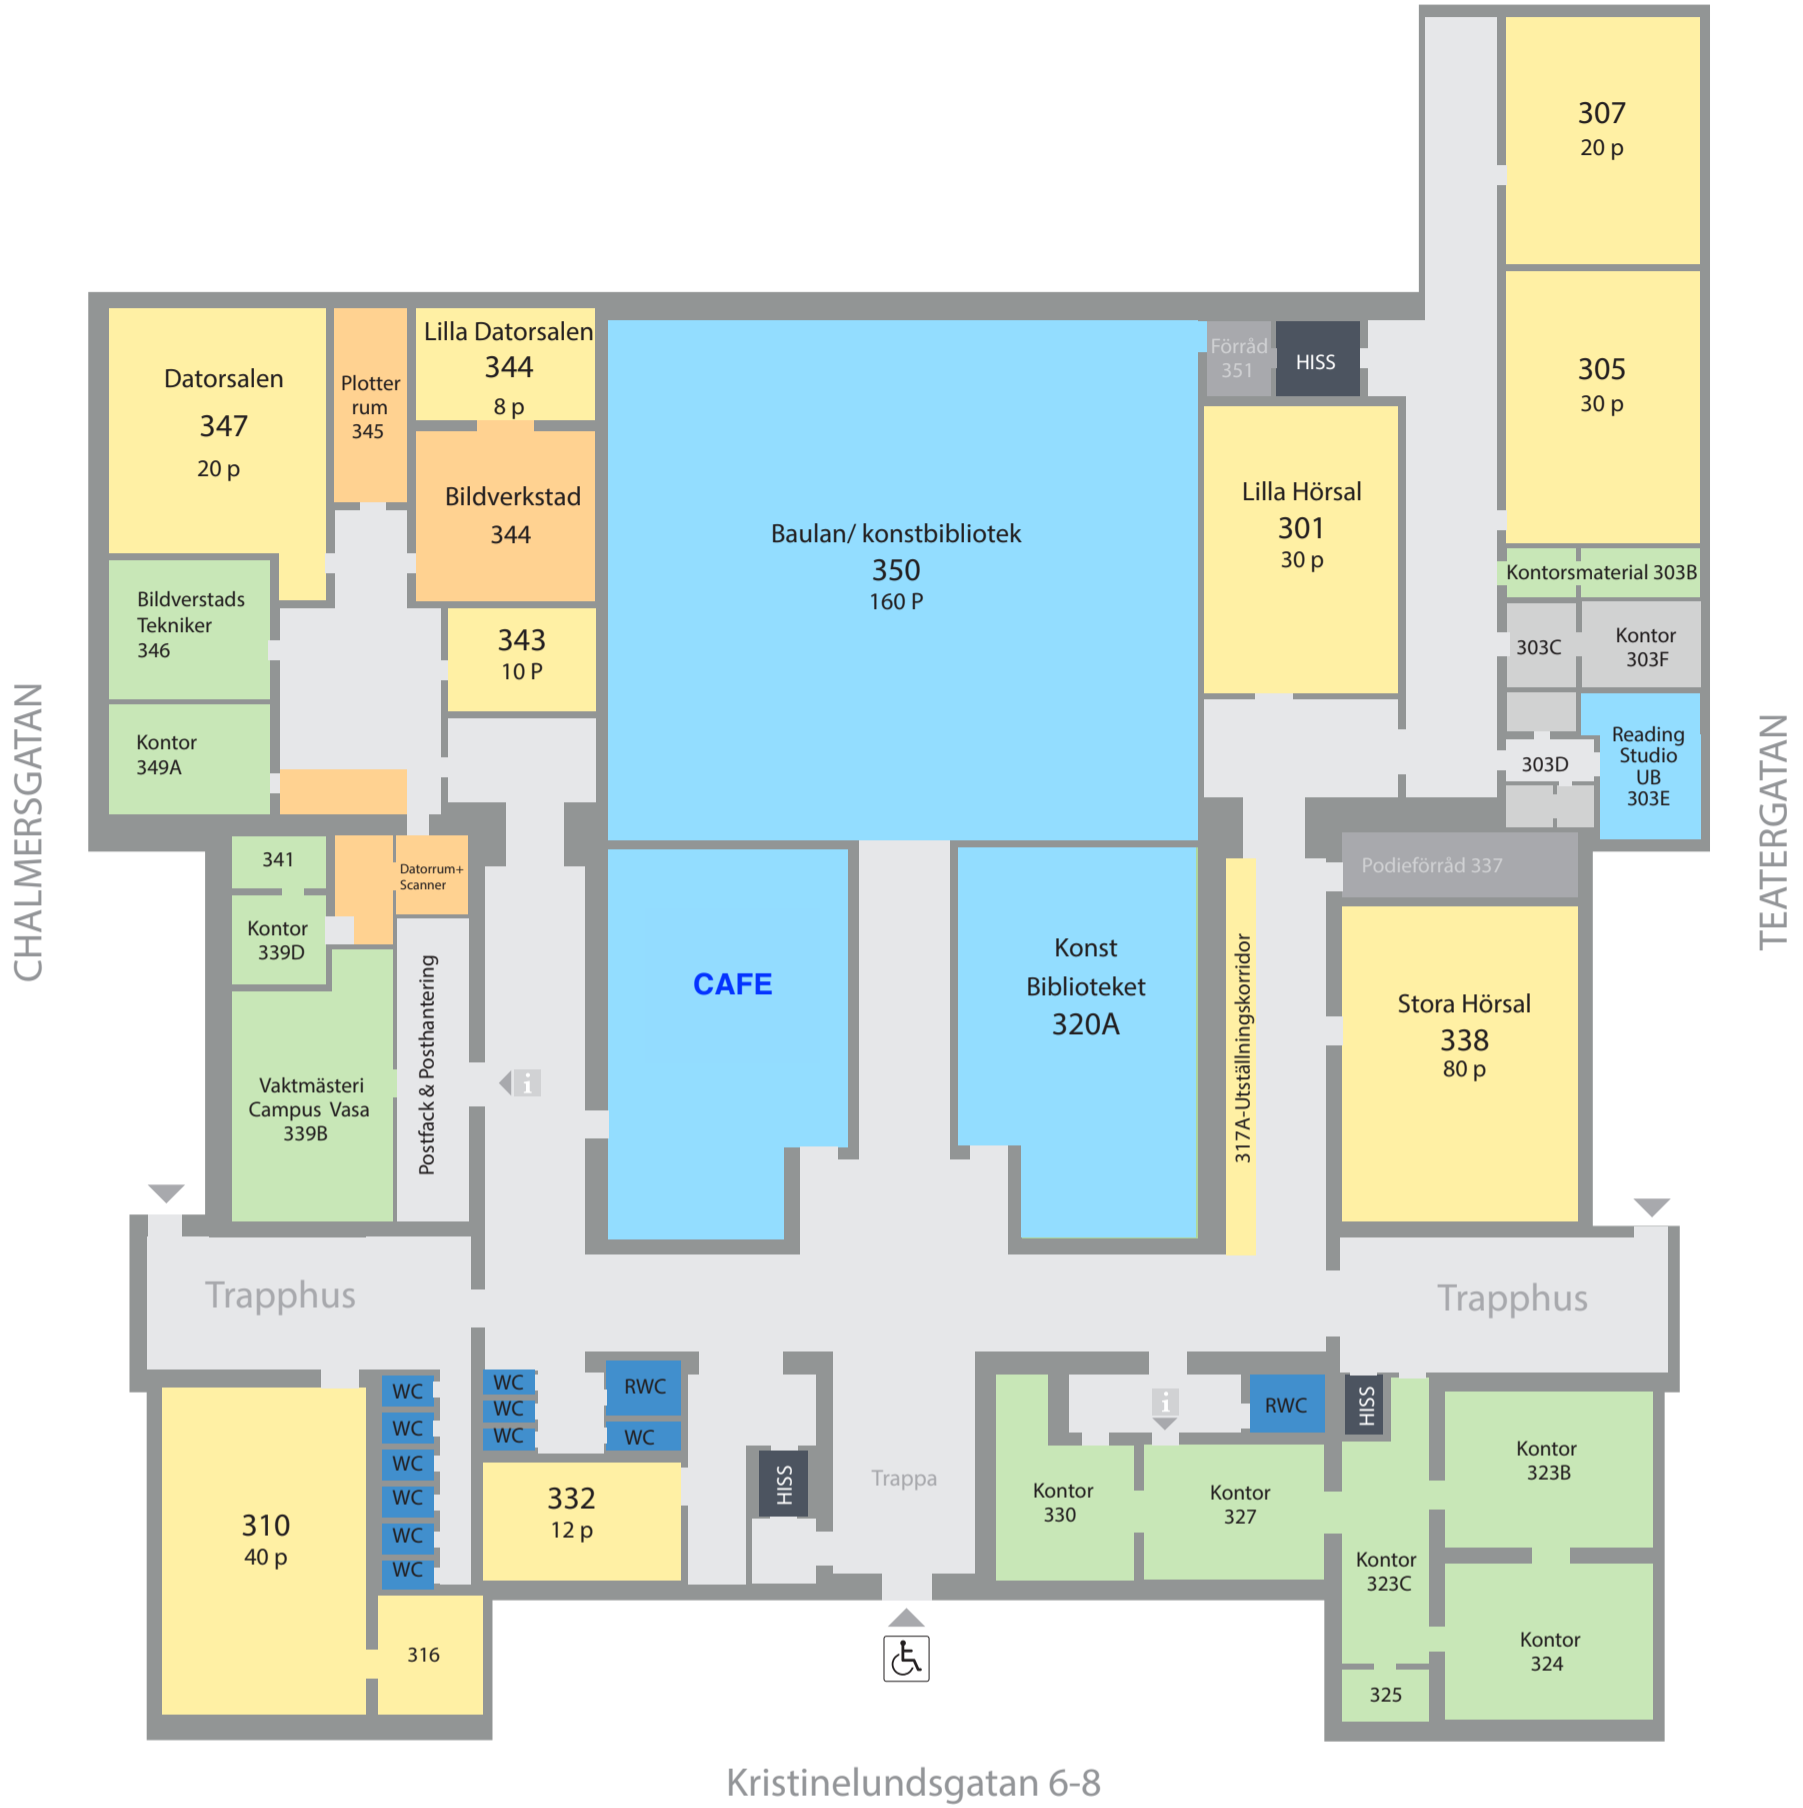 307
20 p
305
30 p
Datorsalen
347
20 p
Plotter
rum
345
Lilla Datorsalen
344
8 p
Bildverkstad
344
Baulan/ konstbibliotek
350
160 P
Förråd
351
HISS
Lilla Hörsal
301
30 p
Kontorsmaterial 303B
303C
Kontor
303F
303D
Reading
Studio
UB
303E
Bildverstads
Tekniker
346
343
10 P
Kontor
349A
341
Kontor
339D
Datorrum+
Scanner
Postfack & Posthantering
Vaktmästeri
Campus Vasa
339B
i
CAFE
Konst
Biblioteket
320A
317A-Utställningskorridor
Podieförråd 337
Stora Hörsal
338
80 p
CHALMERSGATAN
TEATERGATAN
Trapphus
Trapphus
WC
WC
WC
WC
WC
WC
WC
WC
WC
RWC
WC
310
40 p
316
332
12 p
HISS
Trappa
i
RWC
HISS
Kontor
330
Kontor
327
Kontor
323B
Kontor
323C
Kontor
324
325
Kristinelundsgatan 6-8